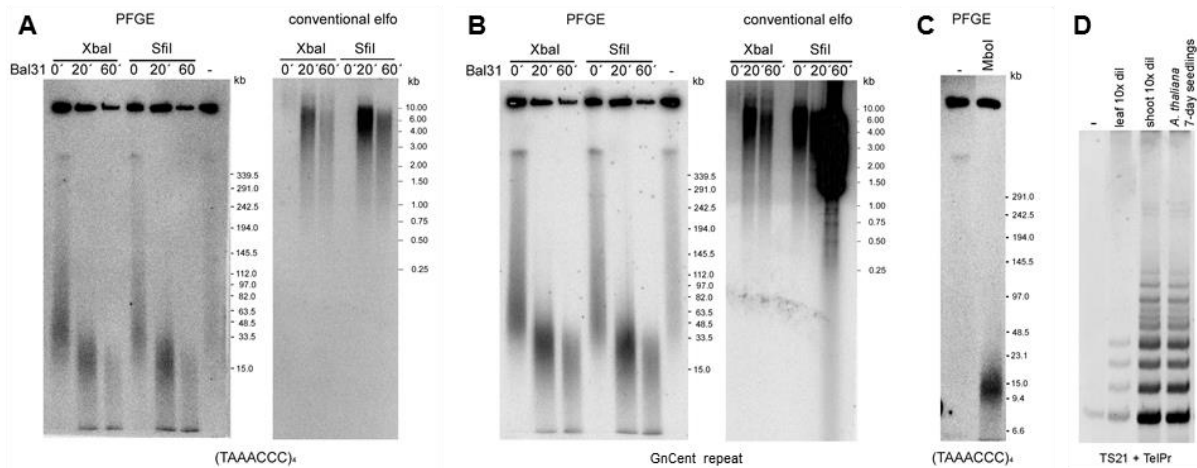 A
PFGE
conventional elfo
XbaI
SfiI
XbaI
SfiI
Bal31 0´ 20´ 60´ 0´ 20´ 60´ -
0´ 20´ 60´ 0´ 20´ 60´
kb
kb
339.5
291.0
242.5
194.0
145.5
112.0
97.0
82.0
63.5
48.5
33.5
15.0
10.00
6.00
4.00
3.00
2.00
1.50
1.00
0.75
0.50
0.25
(TAAACCC)₄
B
PFGE
conventional elfo
XbaI
SfiI
XbaI
SfiI
Bal31 0´ 20´ 60´ 0´ 20´ 60´ -
0´ 20´ 60´ 0´ 20´ 60´
kb
kb
339.5
291.0
242.5
194.0
145.5
112.0
97.0
82.0
63.5
48.5
33.5
15.0
10.00
6.00
4.00
3.00
2.00
1.50
1.00
0.75
0.50
0.25
GnCent repeat
C
PFGE
-
MboI
kb
291.0
242.5
194.0
145.5
97.0
48.5
23.1
15.0
9.4
6.6
(TAAACCC)₄
D
-
leaf 10x dil
shoot 10x dil
A. thaliana
7-day seedlings
TS21 + TelPr